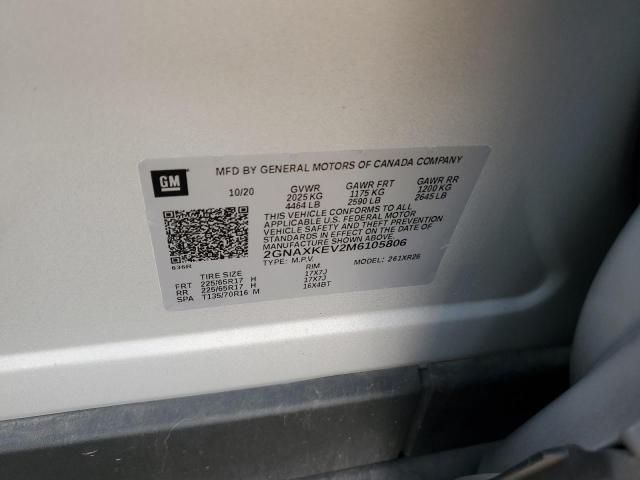 GM
MFD BY GENERAL MOTORS OF CANADA COMPANY
10/20 GVWR GAWR FRT GAWR RR
2025 KG 1175 KG 1200 KG
4464 LB 2590 LB 2645 LB
THIS VEHICLE CONFORMS TO ALL
APPLICABLE U.S. FEDERAL MOTOR
VEHICLE SAFETY AND THEFT PREVENTION
STANDARDS IN EFFECT ON THE DATE OF
MANUFACTURE SHOWN ABOVE.
2GNAXKEV2M6105806
TYPE: M.P.V. MODEL: 261XR26
636R
TIRE SIZE RIM
FRT 225/65R17 H 17X7J
RR 225/65R17 H 17X7J
SPA T135/70R16 M 16X4BT